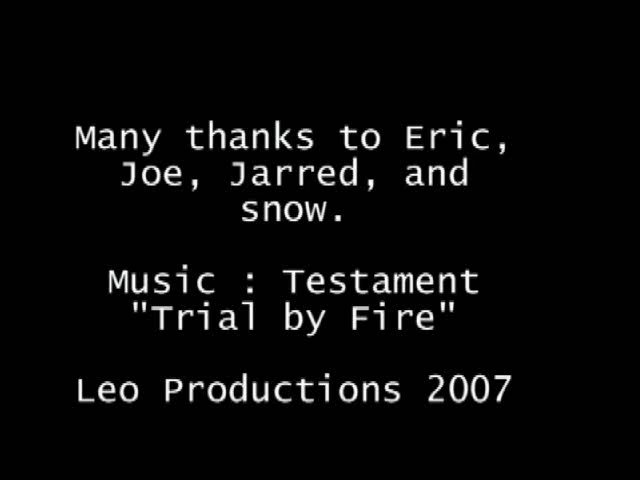 Many thanks to Eric,
Joe, Jarred, and
snow.
Music : Testament
"Trial by Fire"
Leo Productions 2007